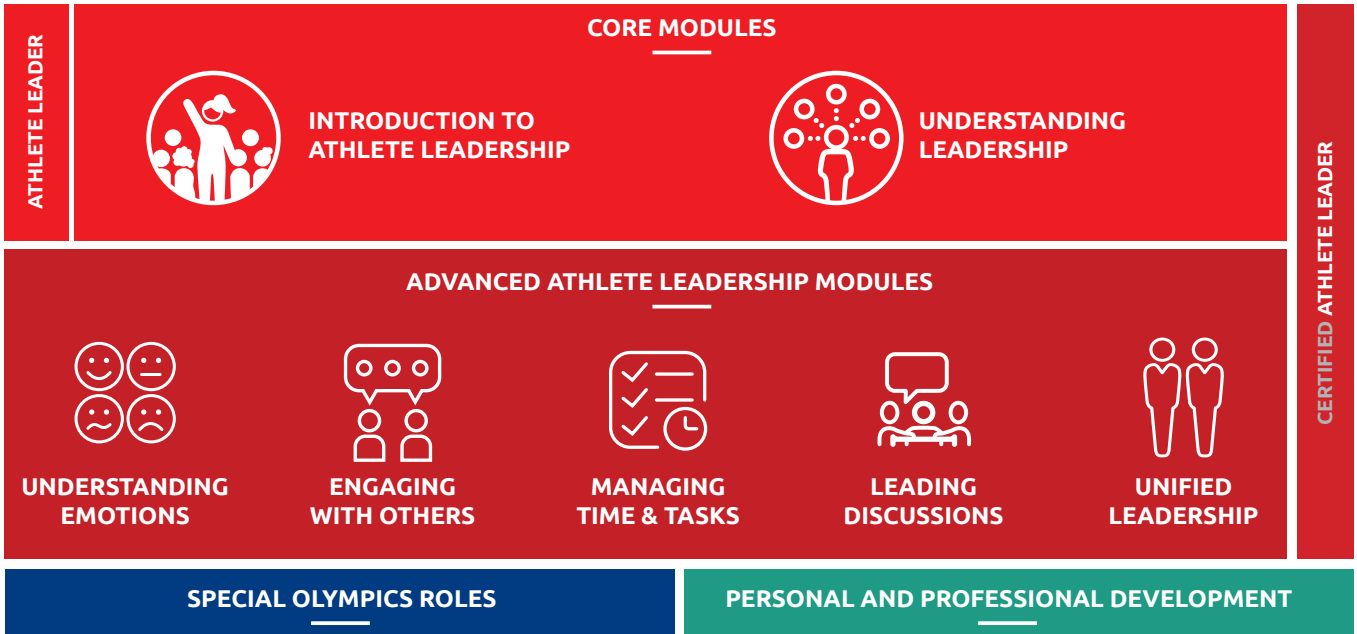 ATHLETE LEADER
CORE MODULES
INTRODUCTION TO
ATHLETE LEADERSHIP
UNDERSTANDING
LEADERSHIP
CERTIFIED ATHLETE LEADER
ADVANCED ATHLETE LEADERSHIP MODULES
UNDERSTANDING
EMOTIONS
ENGAGING
WITH OTHERS
MANAGING
TIME & TASKS
LEADING
DISCUSSIONS
UNIFIED
LEADERSHIP
SPECIAL OLYMPICS ROLES
PERSONAL AND PROFESSIONAL DEVELOPMENT